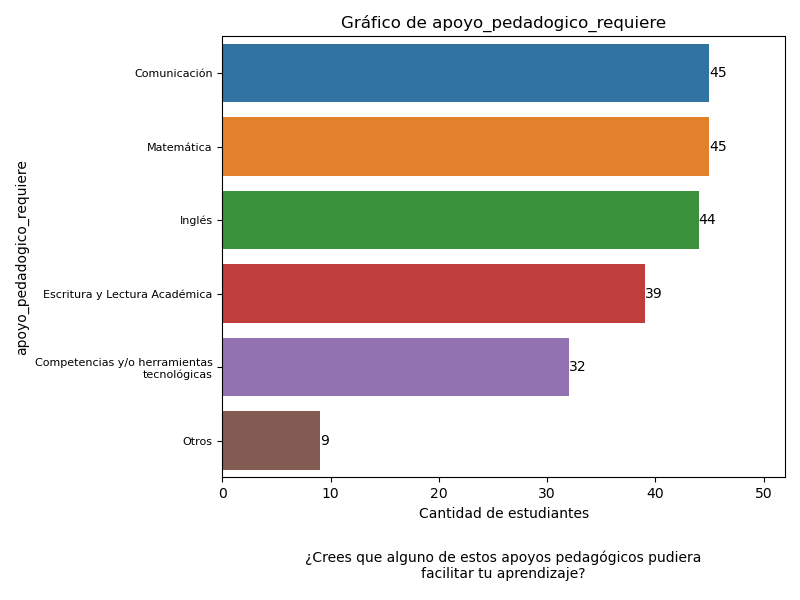 Gráfico de apoyo_pedadogico_requiere
apoyo_pedadogico_requiere
Comunicación
45
Matemática
45
Inglés
44
Escritura y Lectura Académica
39
Competencias y/o herramientas
tecnológicas
32
Otros
9
0 10 20 30 40 50
Cantidad de estudiantes
¿Crees que alguno de estos apoyos pedagógicos pudiera
facilitar tu aprendizaje?